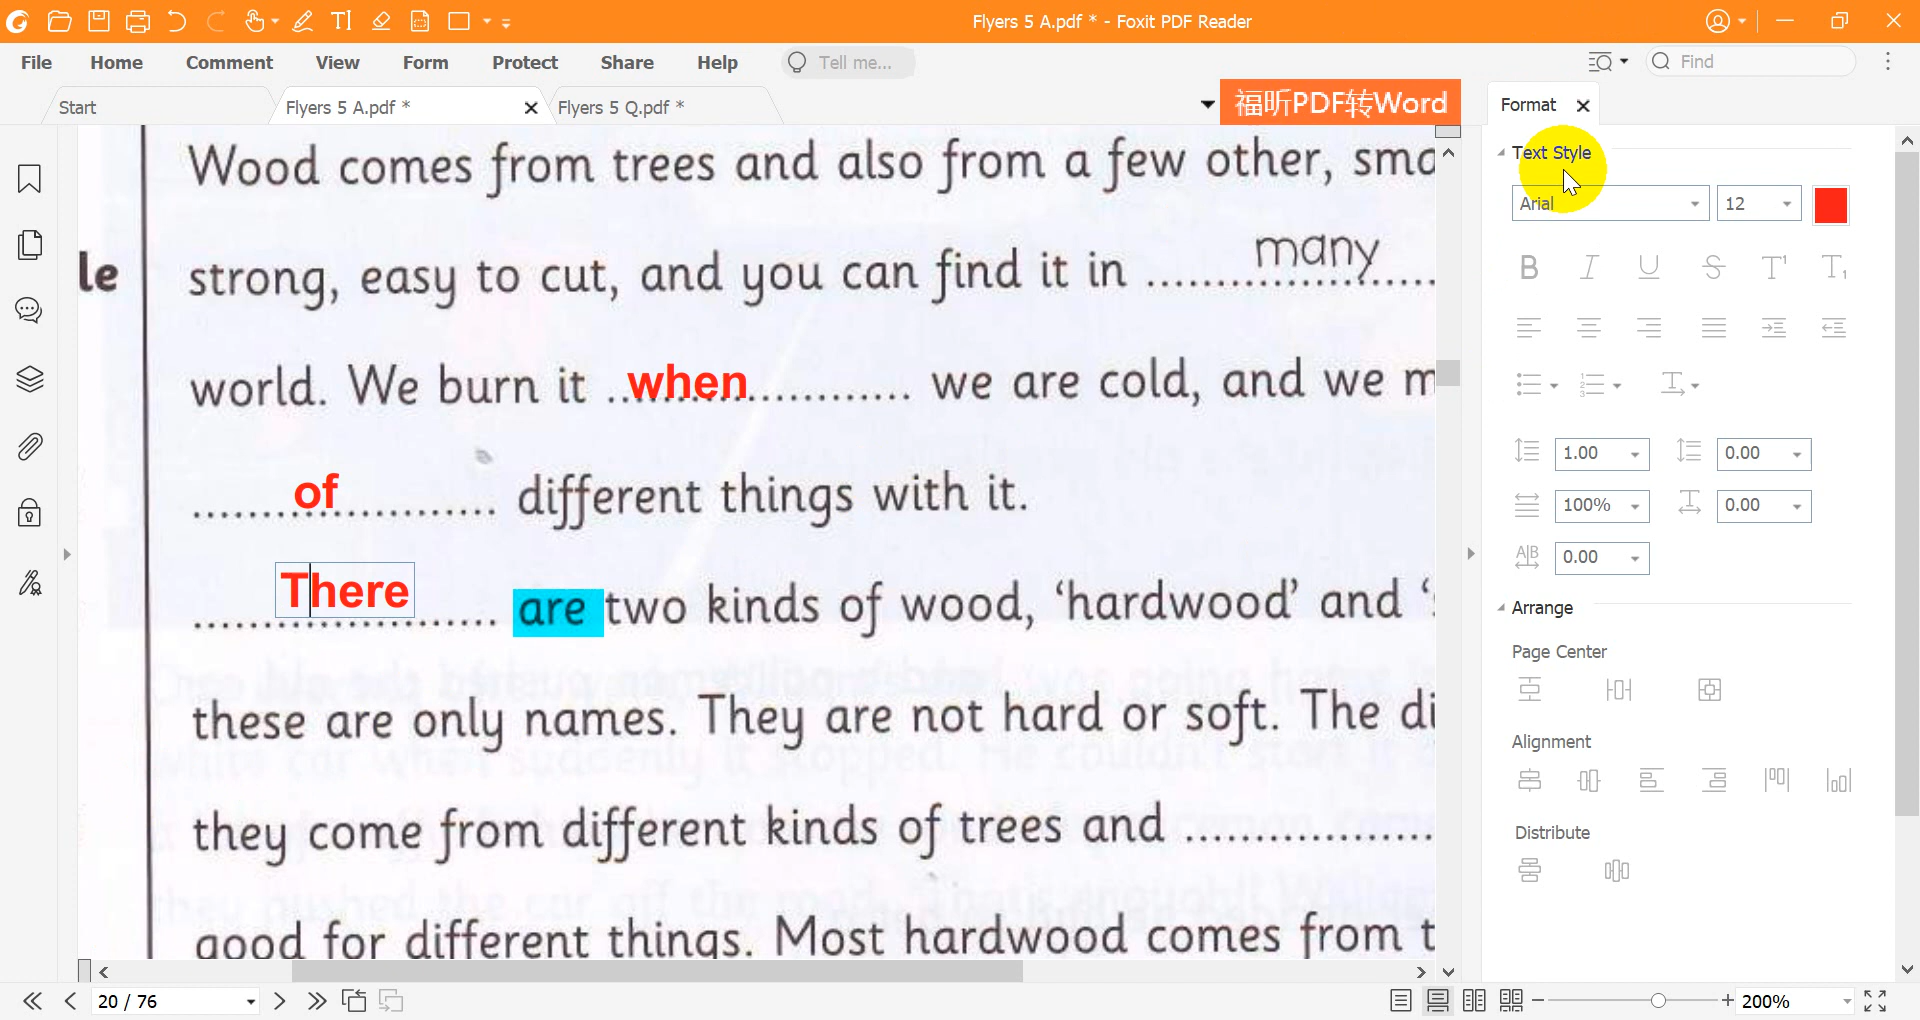 Flyers 5 A.pdf * - Foxit PDF Reader
File Home Comment View Form Protect Share Help Tell me... Find
Start Flyers 5 A.pdf * Flyers 5 Q.pdf * 福昕PDF转Word Format
Wood comes from trees and also from a few other, sma
le strong, easy to cut, and you can find it in ....many....
world. We burn it ..when.............. we are cold, and we m
.......of............ different things with it.
......There...... are two kinds of wood, ‘hardwood’ and ‘s
these are only names. They are not hard or soft. The di
they come from different kinds of trees and ..................
good for different things. Most hardwood comes from t
Text Style
Arial 12
1.00 0.00
100% 0.00
0.00
Arrange
Page Center
Alignment
Distribute
20 / 76 200%